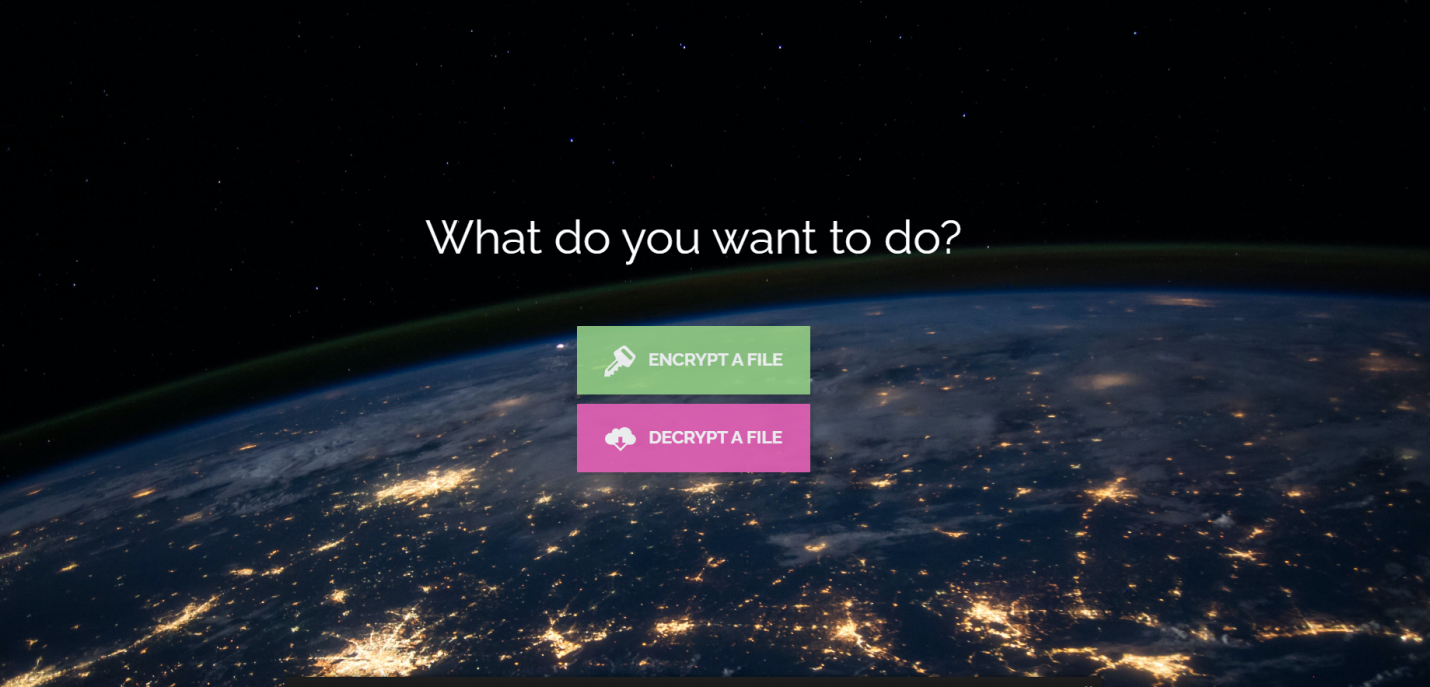 What do you want to do?
ENCRYPT A FILE
DECRYPT A FILE